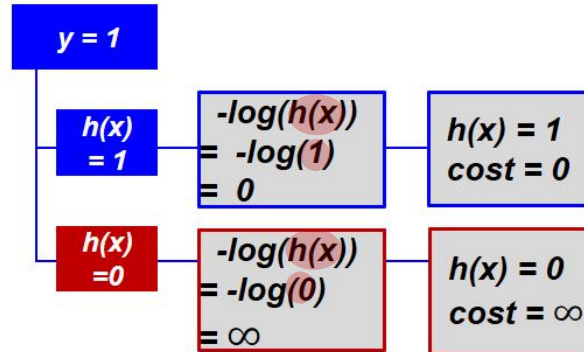 y = 1
h(x)
= 1
-log(h(x))
= -log(1)
= 0
h(x) = 1
cost = 0
h(x)
=0
-log(h(x))
= -log(0)
= ∞
h(x) = 0
cost = ∞